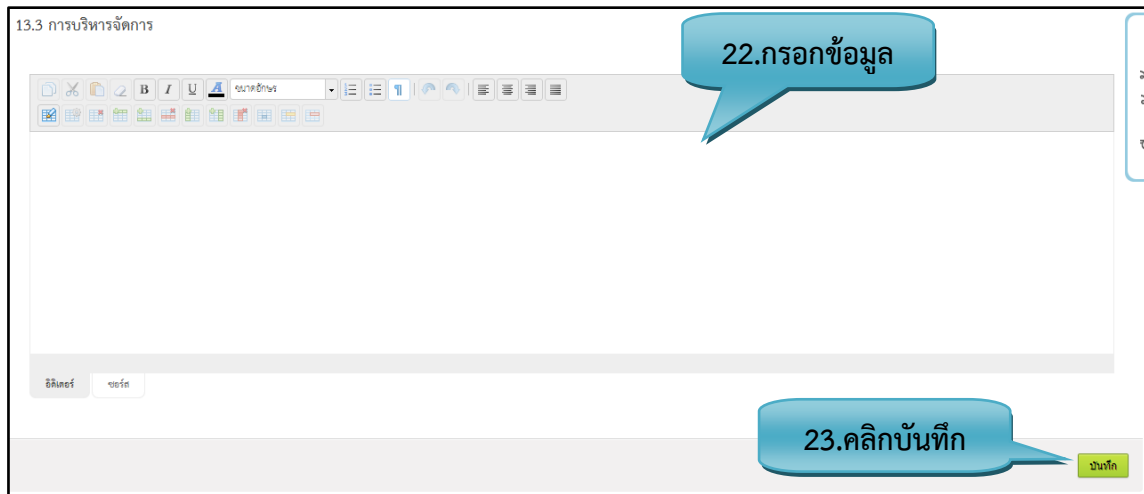 13.3 การบริหารจัดการ
22.กรอกข้อมูล
B I U A ขนาดอักษร
อีดิเตอร์ ซอร์ส
23.คลิกบันทึก
บันทึก